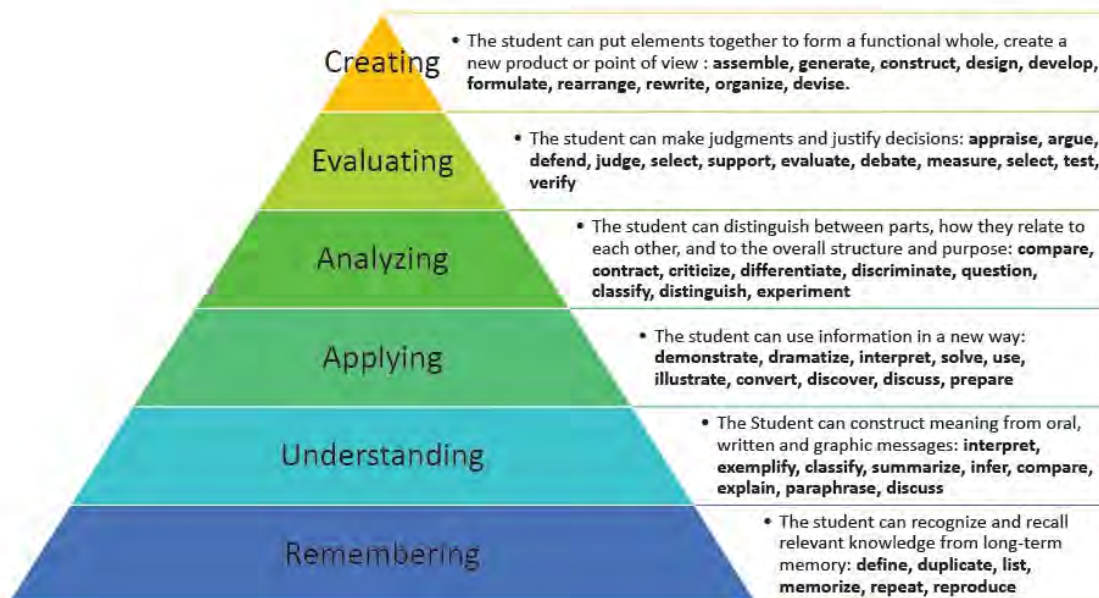 Creating
• The student can put elements together to form a functional whole, create a
new product or point of view : assemble, generate, construct, design, develop,
formulate, rearrange, rewrite, organize, devise.
Evaluating
• The student can make judgments and justify decisions: appraise, argue,
defend, judge, select, support, evaluate, debate, measure, select, test,
verify
Analyzing
• The student can distinguish between parts, how they relate to
each other, and to the overall structure and purpose: compare,
contract, criticize, differentiate, discriminate, question,
classify, distinguish, experiment
Applying
• The student can use information in a new way:
demonstrate, dramatize, interpret, solve, use,
illustrate, convert, discover, discuss, prepare
Understanding
• The Student can construct meaning from oral,
written and graphic messages: interpret,
exemplify, classify, summarize, infer, compare,
explain, paraphrase, discuss
Remembering
• The student can recognize and recall
relevant knowledge from long-term
memory: define, duplicate, list,
memorize, repeat, reproduce